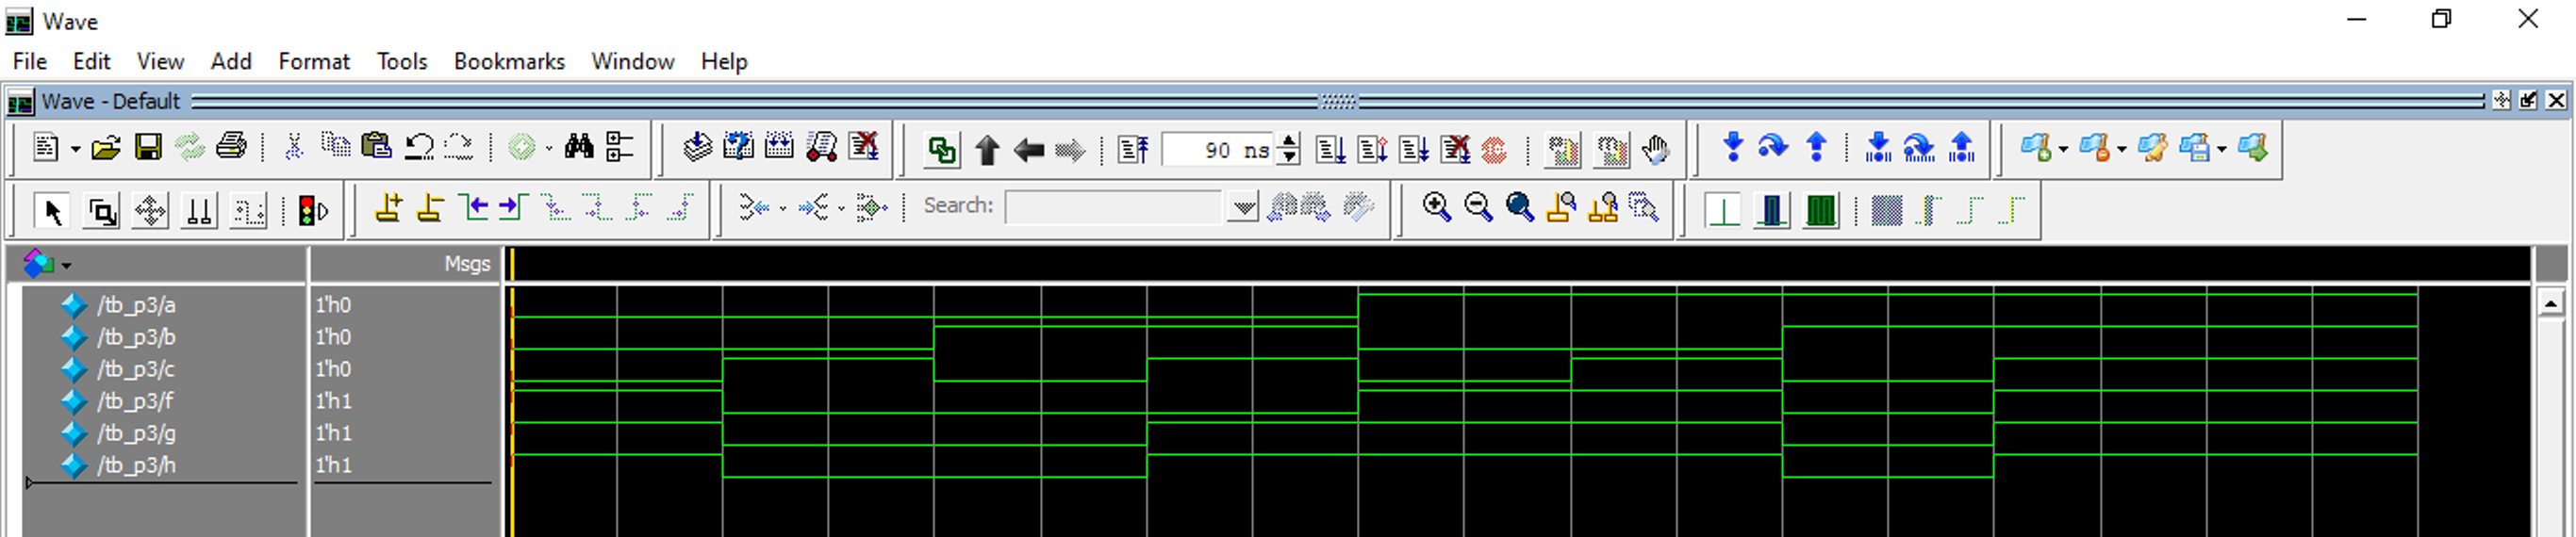 Wave
File Edit View Add Format Tools Bookmarks Window Help
Wave - Default
90 ns
Search:
Msgs
/tb_p3/a 1'h0
/tb_p3/b 1'h0
/tb_p3/c 1'h0
/tb_p3/f 1'h1
/tb_p3/g 1'h1
/tb_p3/h 1'h1